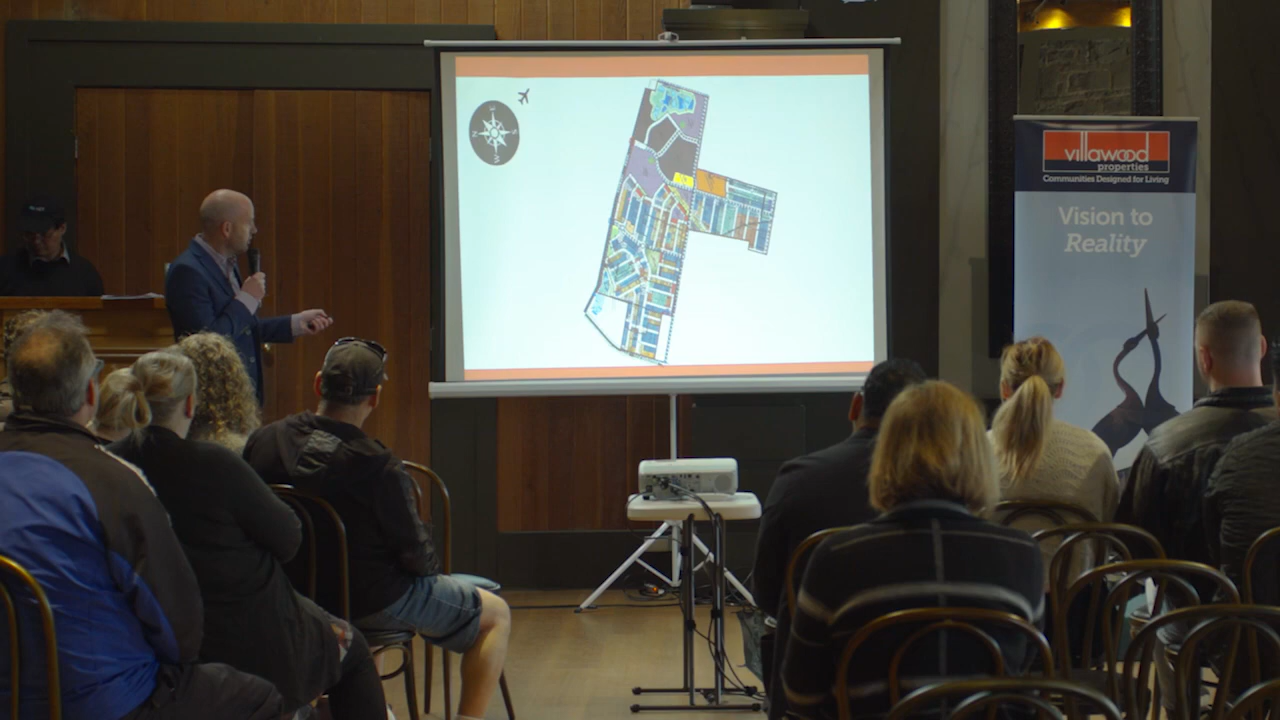 villawood
properties
Communities Designed for Living
Vision to
Reality